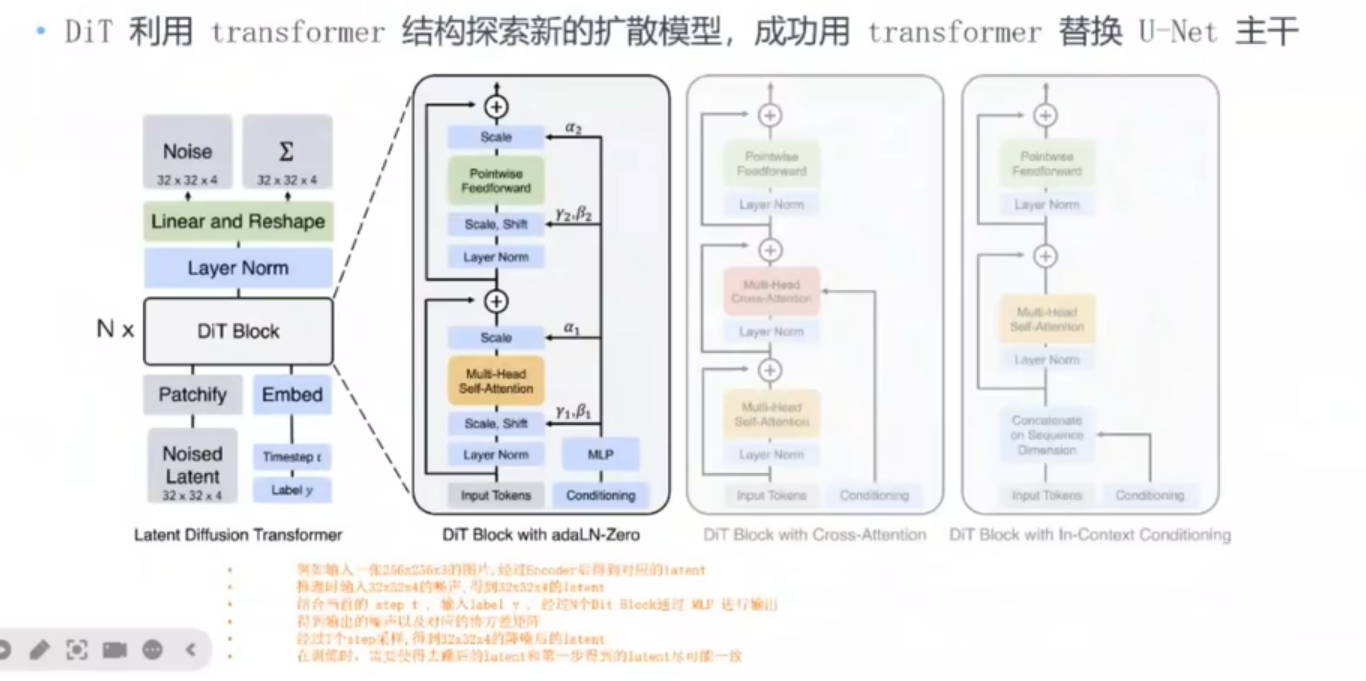 DiT 利用 transformer 结构探索新的扩散模型，成功用 transformer 替换 U-Net 主干
Noise
32 x 32 x 4
Σ
32 x 32 x 4
Linear and Reshape
Layer Norm
N x
DiT Block
Patchify
Embed
Noised
Latent
32 x 32 x 4
Timestep t
Label y
Latent Diffusion Transformer
Scale
α2
Pointwise
Feedforward
Scale, Shift
γ2,β2
Layer Norm
Scale
α1
Multi-Head
Self-Attention
Scale, Shift
γ1,β1
Layer Norm
MLP
Input Tokens
Conditioning
DiT Block with adaLN-Zero
Pointwise
Feedforward
Layer Norm
Multi-Head
Cross-Attention
Layer Norm
Multi-Head
Self-Attention
Layer Norm
Input Tokens
Conditioning
DiT Block with Cross-Attention
Pointwise
Feedforward
Layer Norm
Multi-Head
Self-Attention
Layer Norm
Concatenate
on Sequence
Dimension
Input Tokens
Conditioning
DiT Block with In-Context Conditioning
例如输入一张256x256x3的图片,经过Encoder后得到对应的latent
推理时输入32x32x4的噪声,得到32x32x4的latent
结合当前的 step t , 输入label y , 经过N个Dit Block通过 MLP 进行输出
得到输出的噪声以及对应的协方差矩阵
经过T个step采样,得到32x32x4的降噪后的latent
在训练时，需要使得去噪后的latent和第一步得到的latent尽可能一致